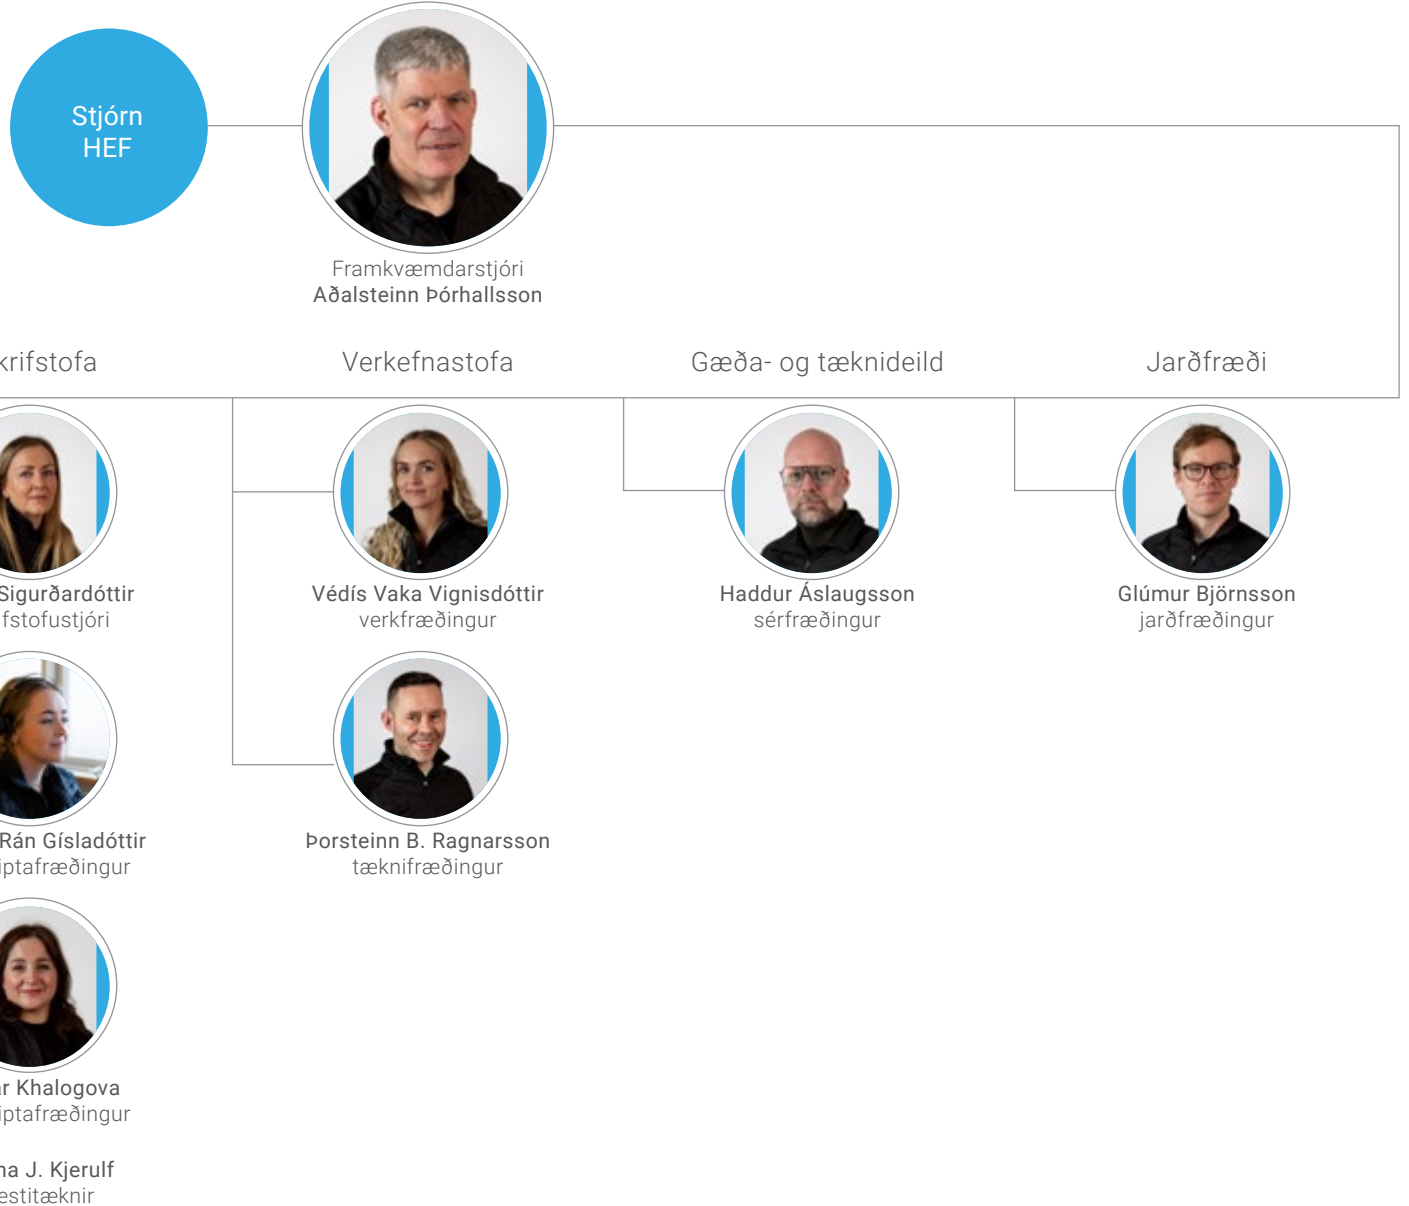 Stjórn
HEF
Framkvæmdarstjóri
Aðalsteinn Þórhallsson
krifstofa
Verkefnastofa
Gæða- og tæknideild
Jarðfræði
Sigurðardóttir
fstofustjóri
Védís Vaka Vignisdóttir
verkfræðingur
Haddur Áslaugsson
sérfræðingur
Glúmur Björnsson
jarðfræðingur
Rán Gísladóttir
iptafræðingur
Þorsteinn B. Ragnarsson
tæknifræðingur
r Khalogova
iptafræðingur
na J. Kjerulf
estitæknir